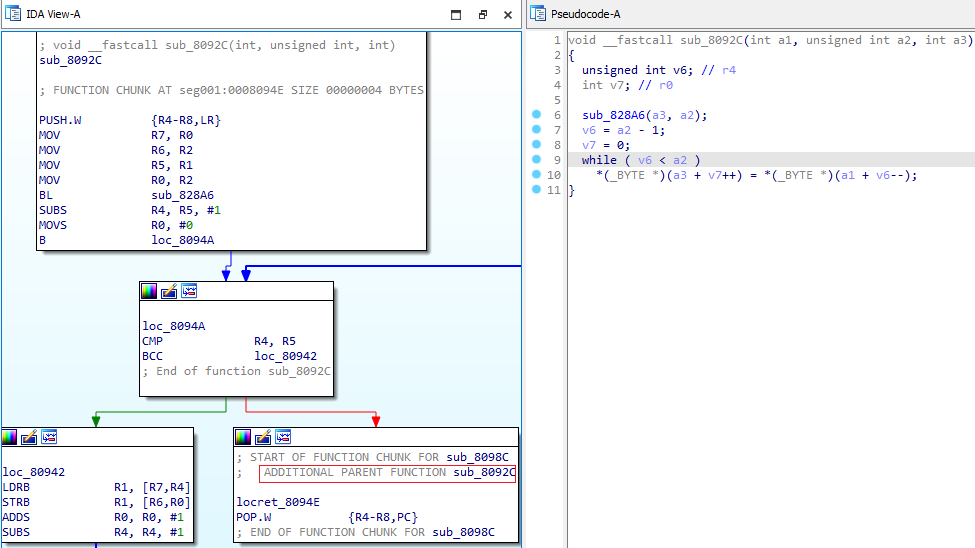 IDA View-A
; void __fastcall sub_8092C(int, unsigned int, int)
sub_8092C
; FUNCTION CHUNK AT seg001:0008094E SIZE 00000004 BYTES
PUSH.W {R4-R8,LR}
MOV R7, R0
MOV R6, R2
MOV R5, R1
MOV R0, R2
BL sub_828A6
SUBS R4, R5, #1
MOVS R0, #0
B loc_8094A
loc_8094A
CMP R4, R5
BCC loc_80942
; End of function sub_8092C
loc_80942
LDRB R1, [R7,R4]
STRB R1, [R6,R0]
ADDS R0, R0, #1
SUBS R4, R4, #1
; START OF FUNCTION CHUNK FOR sub_8098C
; ADDITIONAL PARENT FUNCTION sub_8092C
locret_8094E
POP.W {R4-R8,PC}
; END OF FUNCTION CHUNK FOR sub_8098C
Pseudocode-A
1 void __fastcall sub_8092C(int a1, unsigned int a2, int a3)
2 {
3 unsigned int v6; // r4
4 int v7; // r0
5
6 sub_828A6(a3, a2);
7 v6 = a2 - 1;
8 v7 = 0;
9 while ( v6 < a2 )
10 *(_BYTE *)(a3 + v7++) = *(_BYTE *)(a1 + v6--);
11 }